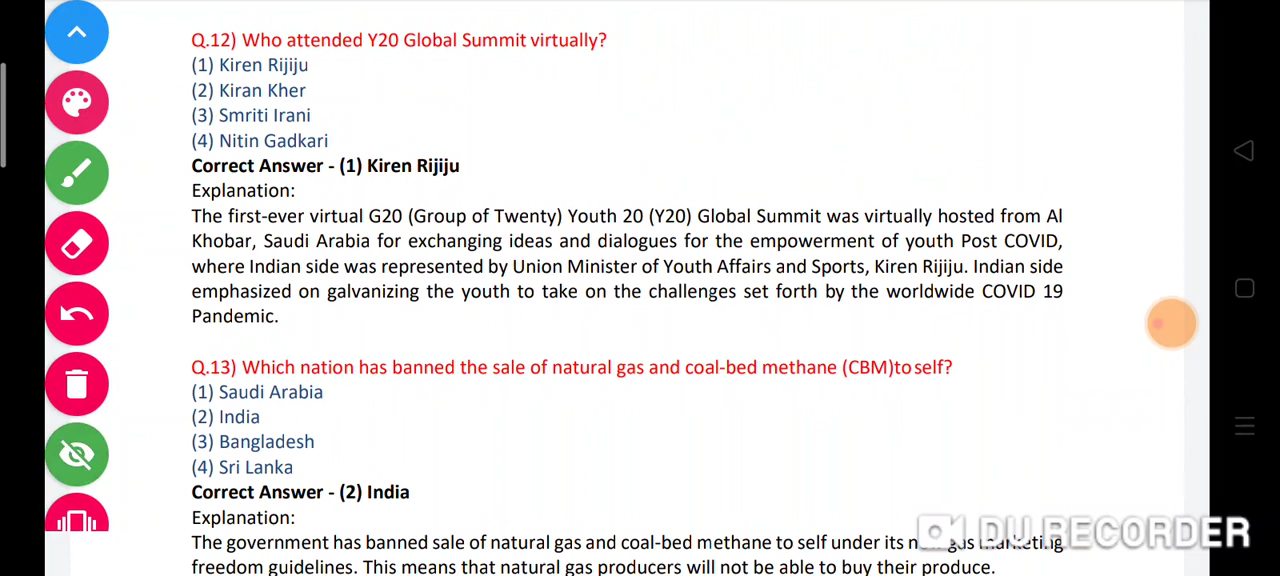 Q.12) Who attended Y20 Global Summit virtually?
(1) Kiren Rijiju
(2) Kiran Kher
(3) Smriti Irani
(4) Nitin Gadkari
Correct Answer - (1) Kiren Rijiju
Explanation:
The first-ever virtual G20 (Group of Twenty) Youth 20 (Y20) Global Summit was virtually hosted from Al
Khobar, Saudi Arabia for exchanging ideas and dialogues for the empowerment of youth Post COVID,
where Indian side was represented by Union Minister of Youth Affairs and Sports, Kiren Rijiju. Indian side
emphasized on galvanizing the youth to take on the challenges set forth by the worldwide COVID 19
Pandemic.
Q.13) Which nation has banned the sale of natural gas and coal-bed methane (CBM)to self?
(1) Saudi Arabia
(2) India
(3) Bangladesh
(4) Sri Lanka
Correct Answer - (2) India
Explanation:
The government has banned sale of natural gas and coal-bed methane to self under its new gas marketing
freedom guidelines. This means that natural gas producers will not be able to buy their produce.
DU RECORDER